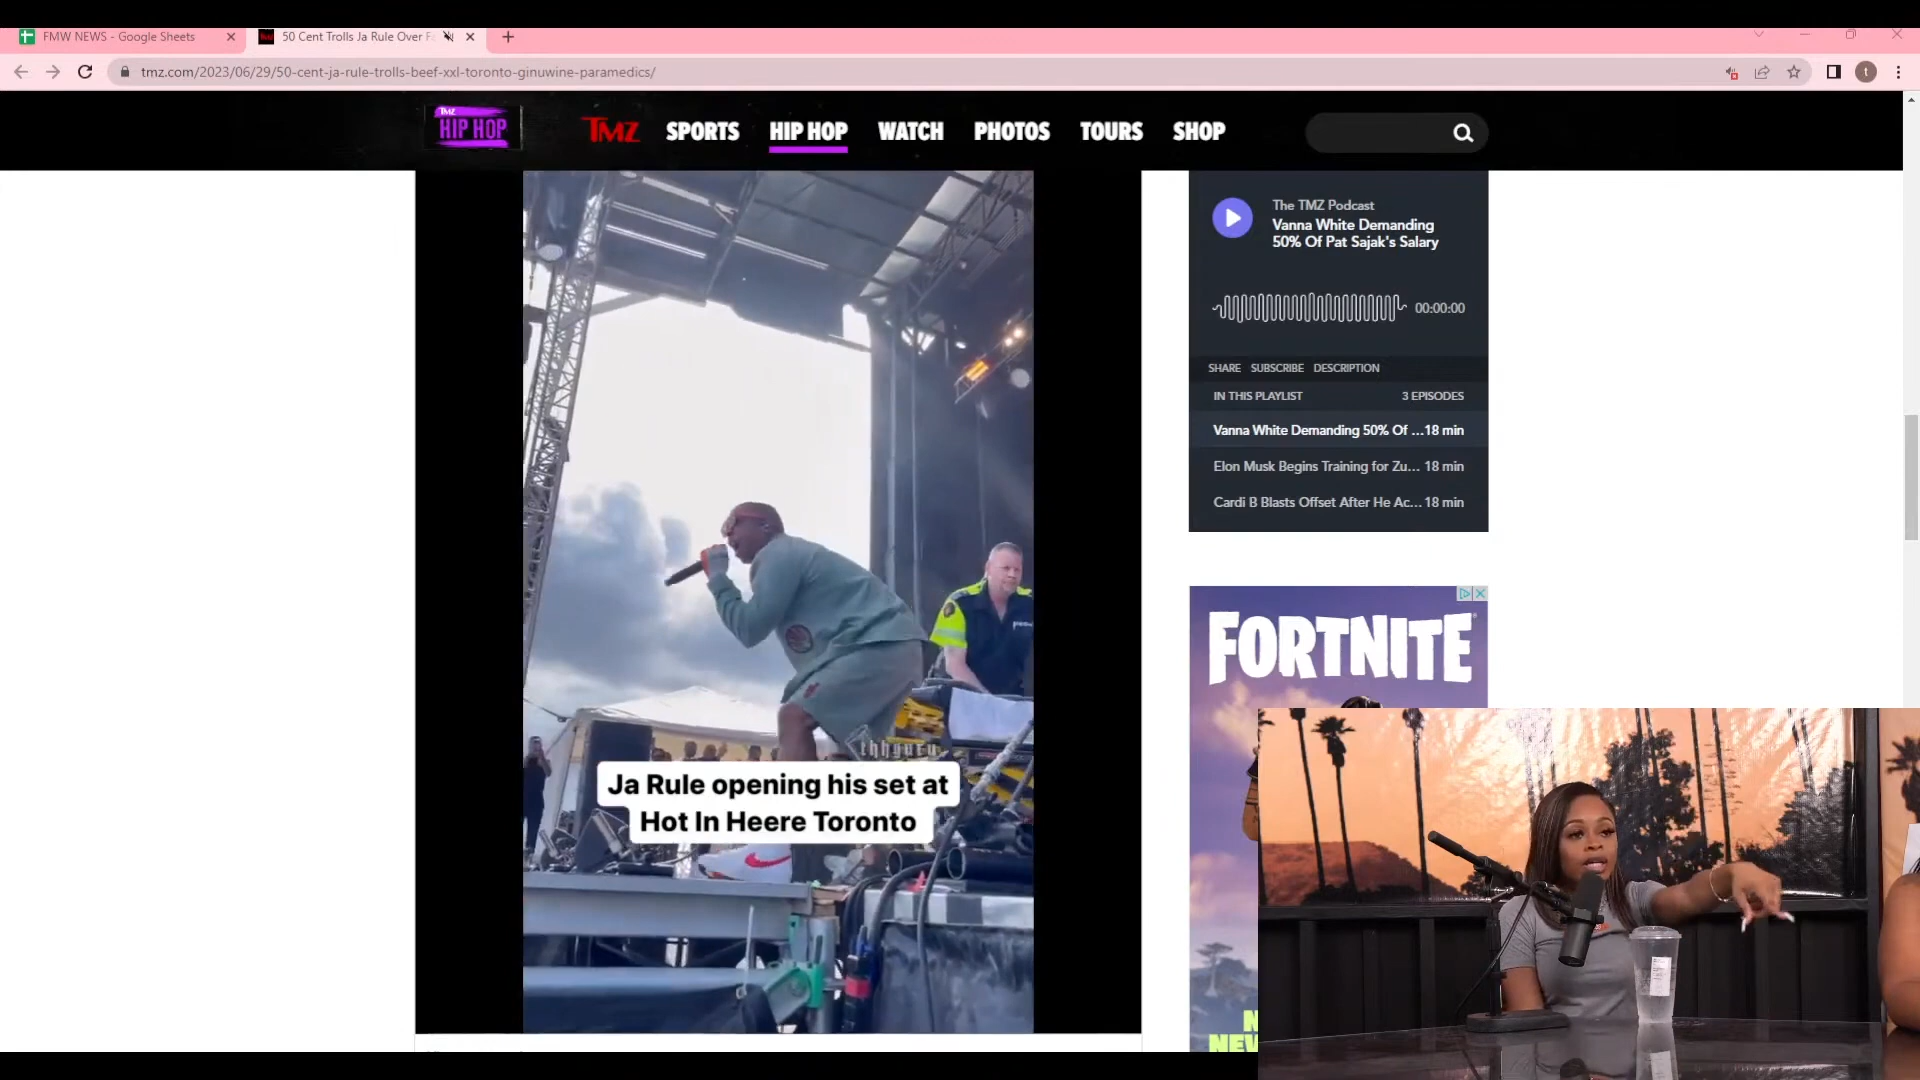 FMW NEWS - Google Sheets
50 Cent Trolls Ja Rule Over
tmz.com/2023/06/29/50-cent-ja-rule-trolls-beef-xxl-toronto-ginuwine-paramedics/
t
TMZ
HIP HOP
TMZ
SPORTS
HIP HOP
WATCH
PHOTOS
TOURS
SHOP
The TMZ Podcast
Vanna White Demanding
50% Of Pat Sajak's Salary
00:00:00
SHARE SUBSCRIBE DESCRIPTION
IN THIS PLAYLIST 3 EPISODES
Vanna White Demanding 50% Of ... 18 min
Elon Musk Begins Training for Zu... 18 min
Cardi B Blasts Offset After He Ac... 18 min
FORTNITE
thhguru
Ja Rule opening his set at
Hot In Heere Toronto